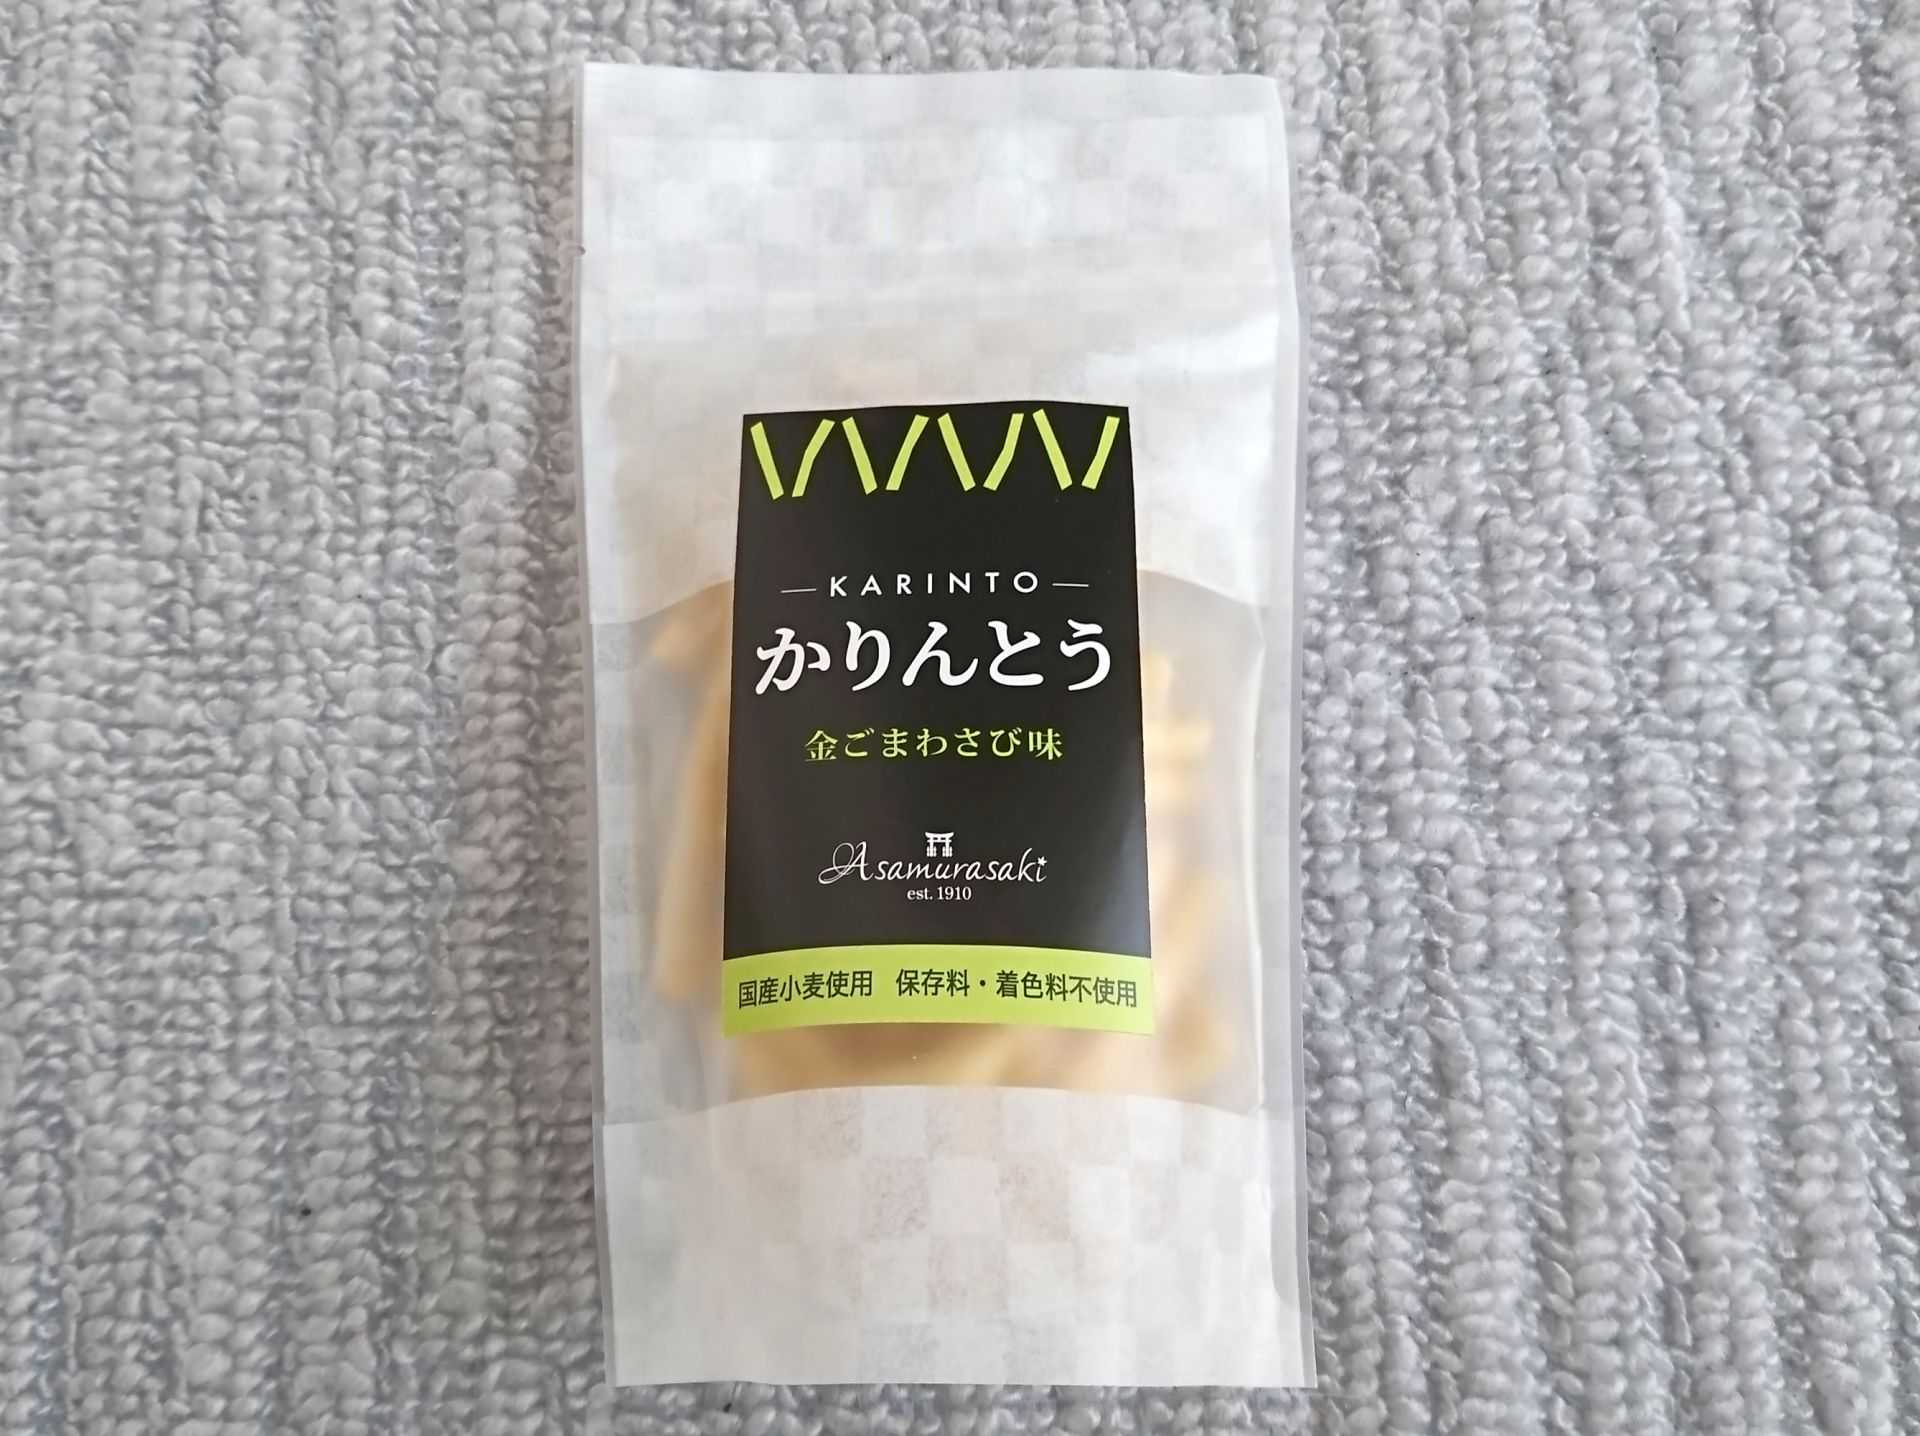 KARINTO
かりんとう
金ごまわさび味
Asamurasaki
est. 1910
国産小麦使用　保存料・着色料不使用